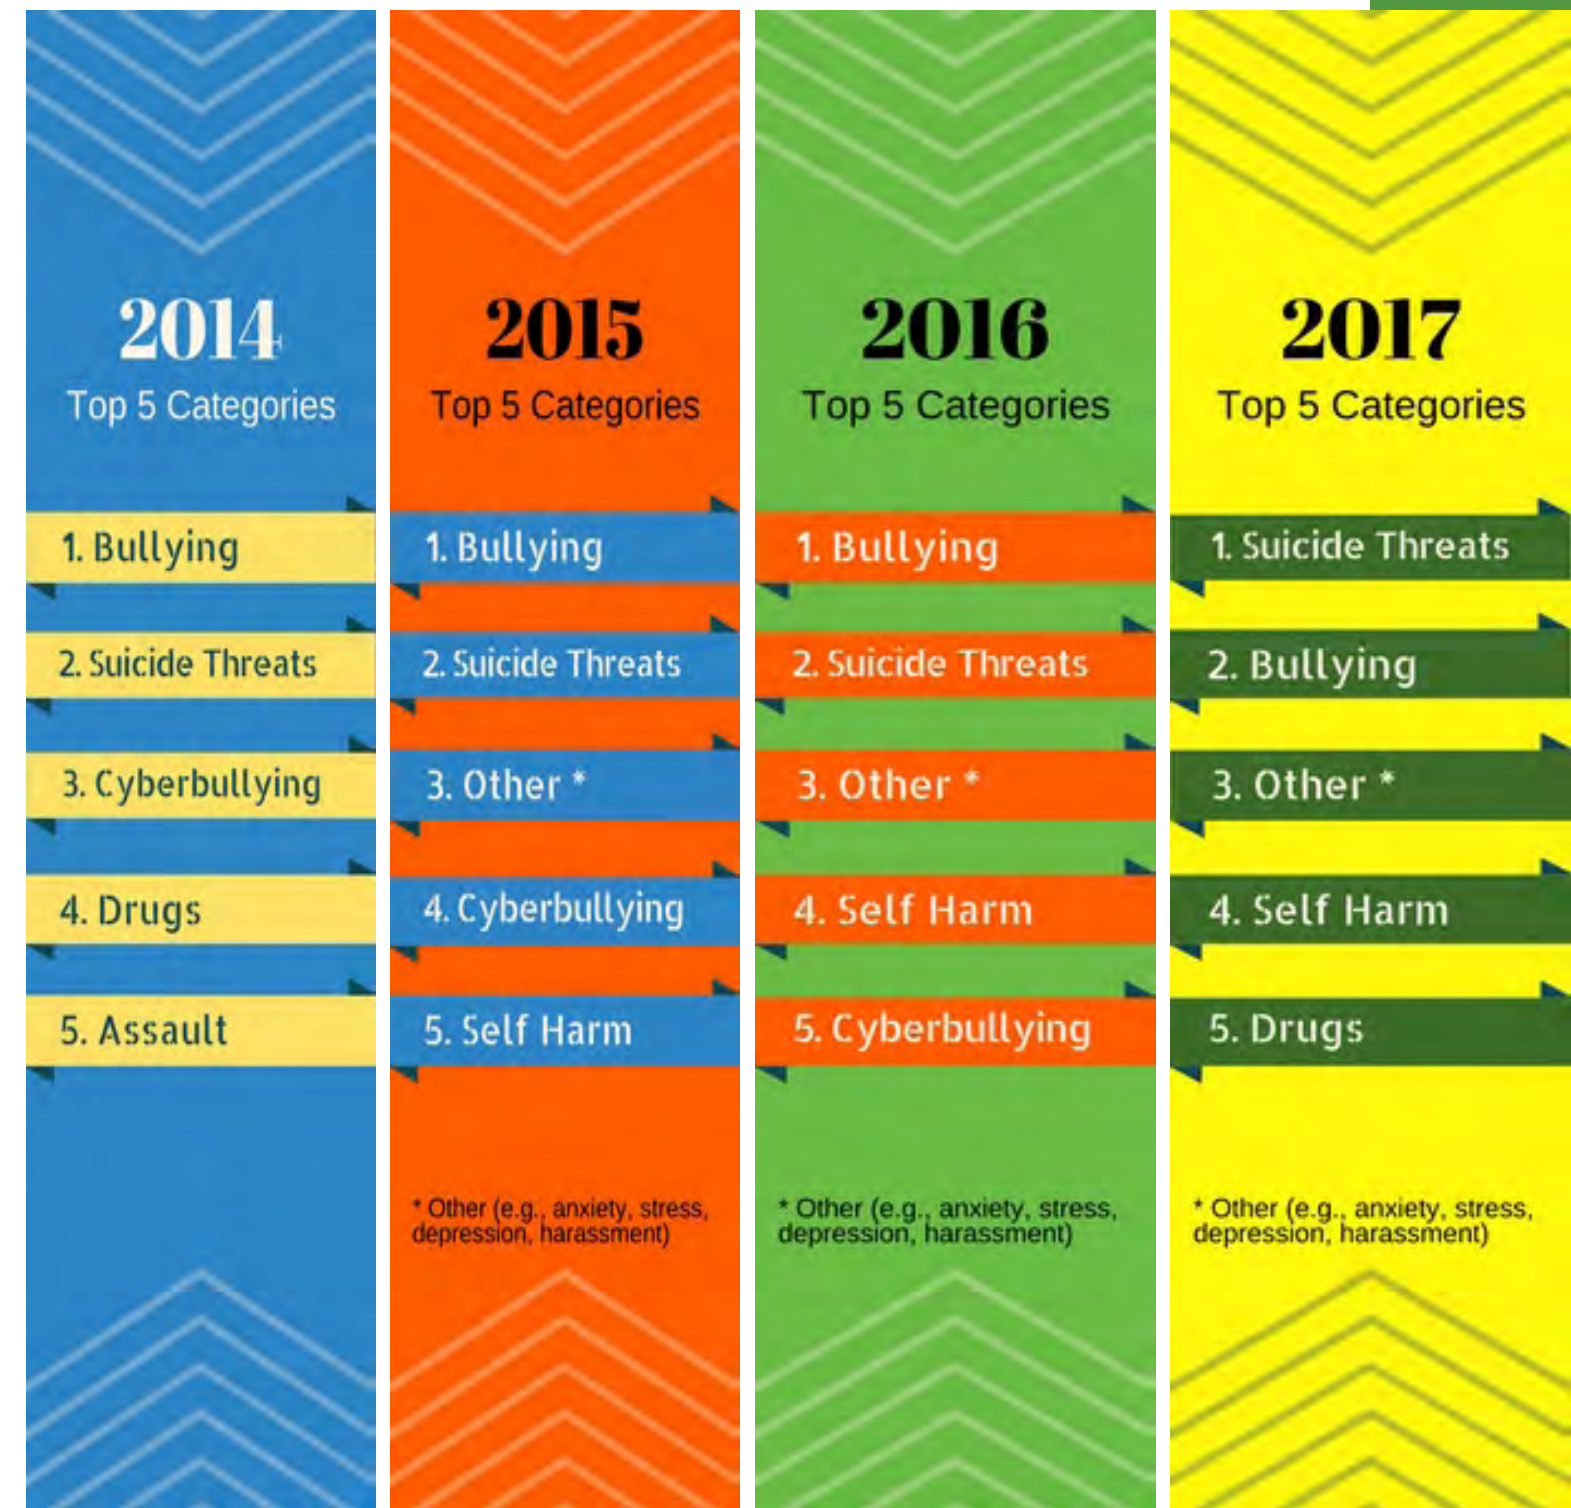 2014
Top 5 Categories
1. Bullying
2. Suicide Threats
3. Cyberbullying
4. Drugs
5. Assault
2015
Top 5 Categories
1. Bullying
2. Suicide Threats
3. Other *
4. Cyberbullying
5. Self Harm
* Other (e.g., anxiety, stress,
depression, harassment)
2016
Top 5 Categories
1. Bullying
2. Suicide Threats
3. Other *
4. Self Harm
5. Cyberbullying
* Other (e.g., anxiety, stress,
depression, harassment)
2017
Top 5 Categories
1. Suicide Threats
2. Bullying
3. Other *
4. Self Harm
5. Drugs
* Other (e.g., anxiety, stress,
depression, harassment)